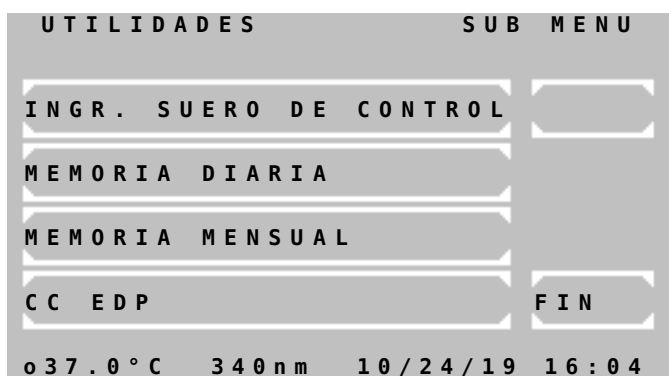 UTILIDADES SUB MENU
INGR. SUERO DE CONTROL
MEMORIA DIARIA
MEMORIA MENSUAL
CC EDP FIN
o37.0°C 340nm 10/24/19 16:04